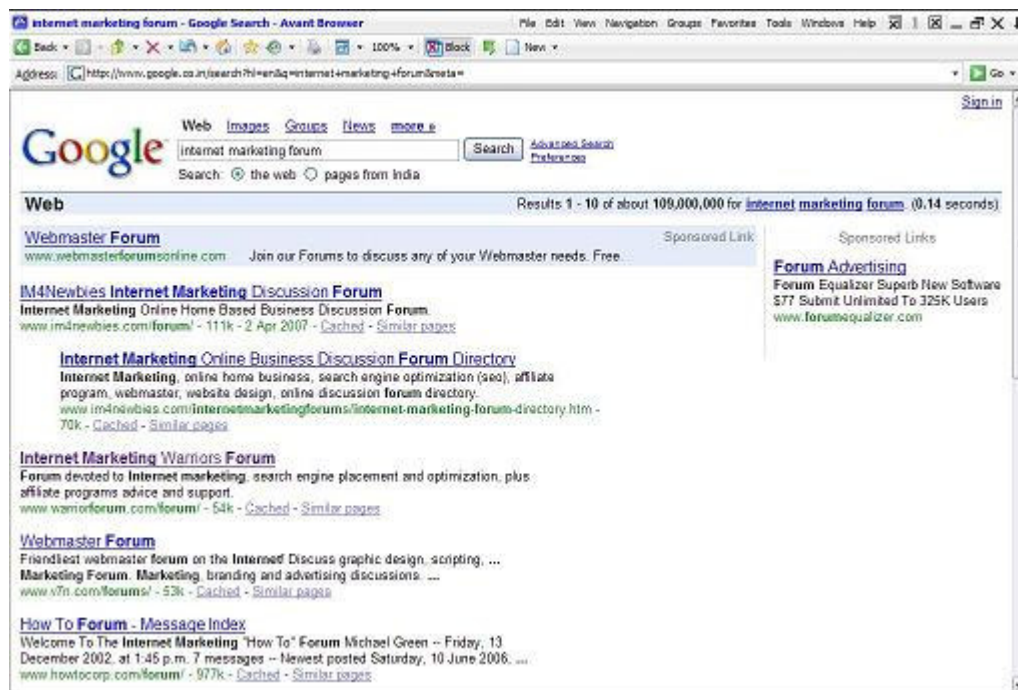 internet marketing forum - Google Search - Avant Browser
File Edit View Navigation Groups Favorites Tools Windows Help
Back 100% Block New
Address: http://www.google.co.in/search?hl=en&q=internet+marketing+forum&meta= Go
Sign in
Google
Web Images Groups News more »
internet marketing forum Search Advanced Search
Preferences
Search: the web pages from India
Web Results 1 - 10 of about 109,000,000 for internet marketing forum. (0.14 seconds)
Webmaster Forum Sponsored Link
www.webmasterforumsonline.com Join our Forums to discuss any of your Webmaster needs. Free.
Sponsored Links
Forum Advertising
Forum Equalizer Superb New Software
$77 Submit Unlimited To 325K Users
www.forumequalizer.com
IM4Newbies Internet Marketing Discussion Forum
Internet Marketing Online Home Based Business Discussion Forum.
www.im4newbies.com/forum/ - 111k - 2 Apr 2007 - Cached - Similar pages
Internet Marketing Online Business Discussion Forum Directory
Internet Marketing, online home business, search engine optimization (seo), affiliate
program, webmaster, website design, online discussion forum directory.
www.im4newbies.com/internetmarketingforums/internet-marketing-forum-directory.htm -
70k - Cached - Similar pages
Internet Marketing Warriors Forum
Forum devoted to Internet marketing, search engine placement and optimization, plus
affiliate programs advice and support.
www.warriorforum.com/forum/ - 54k - Cached - Similar pages
Webmaster Forum
Friendliest webmaster forum on the Internet! Discuss graphic design, scripting, ...
Marketing Forum. Marketing, branding and advertising discussions. ...
www.v7n.com/forums/ - 53k - Cached - Similar pages
How To Forum - Message Index
Welcome To The Internet Marketing "How To" Forum Michael Green -- Friday, 13
December 2002, at 1:45 p.m. 7 messages -- Newest posted Saturday, 10 June 2006, ...
www.howtocorp.com/forum/ - 977k - Cached - Similar pages